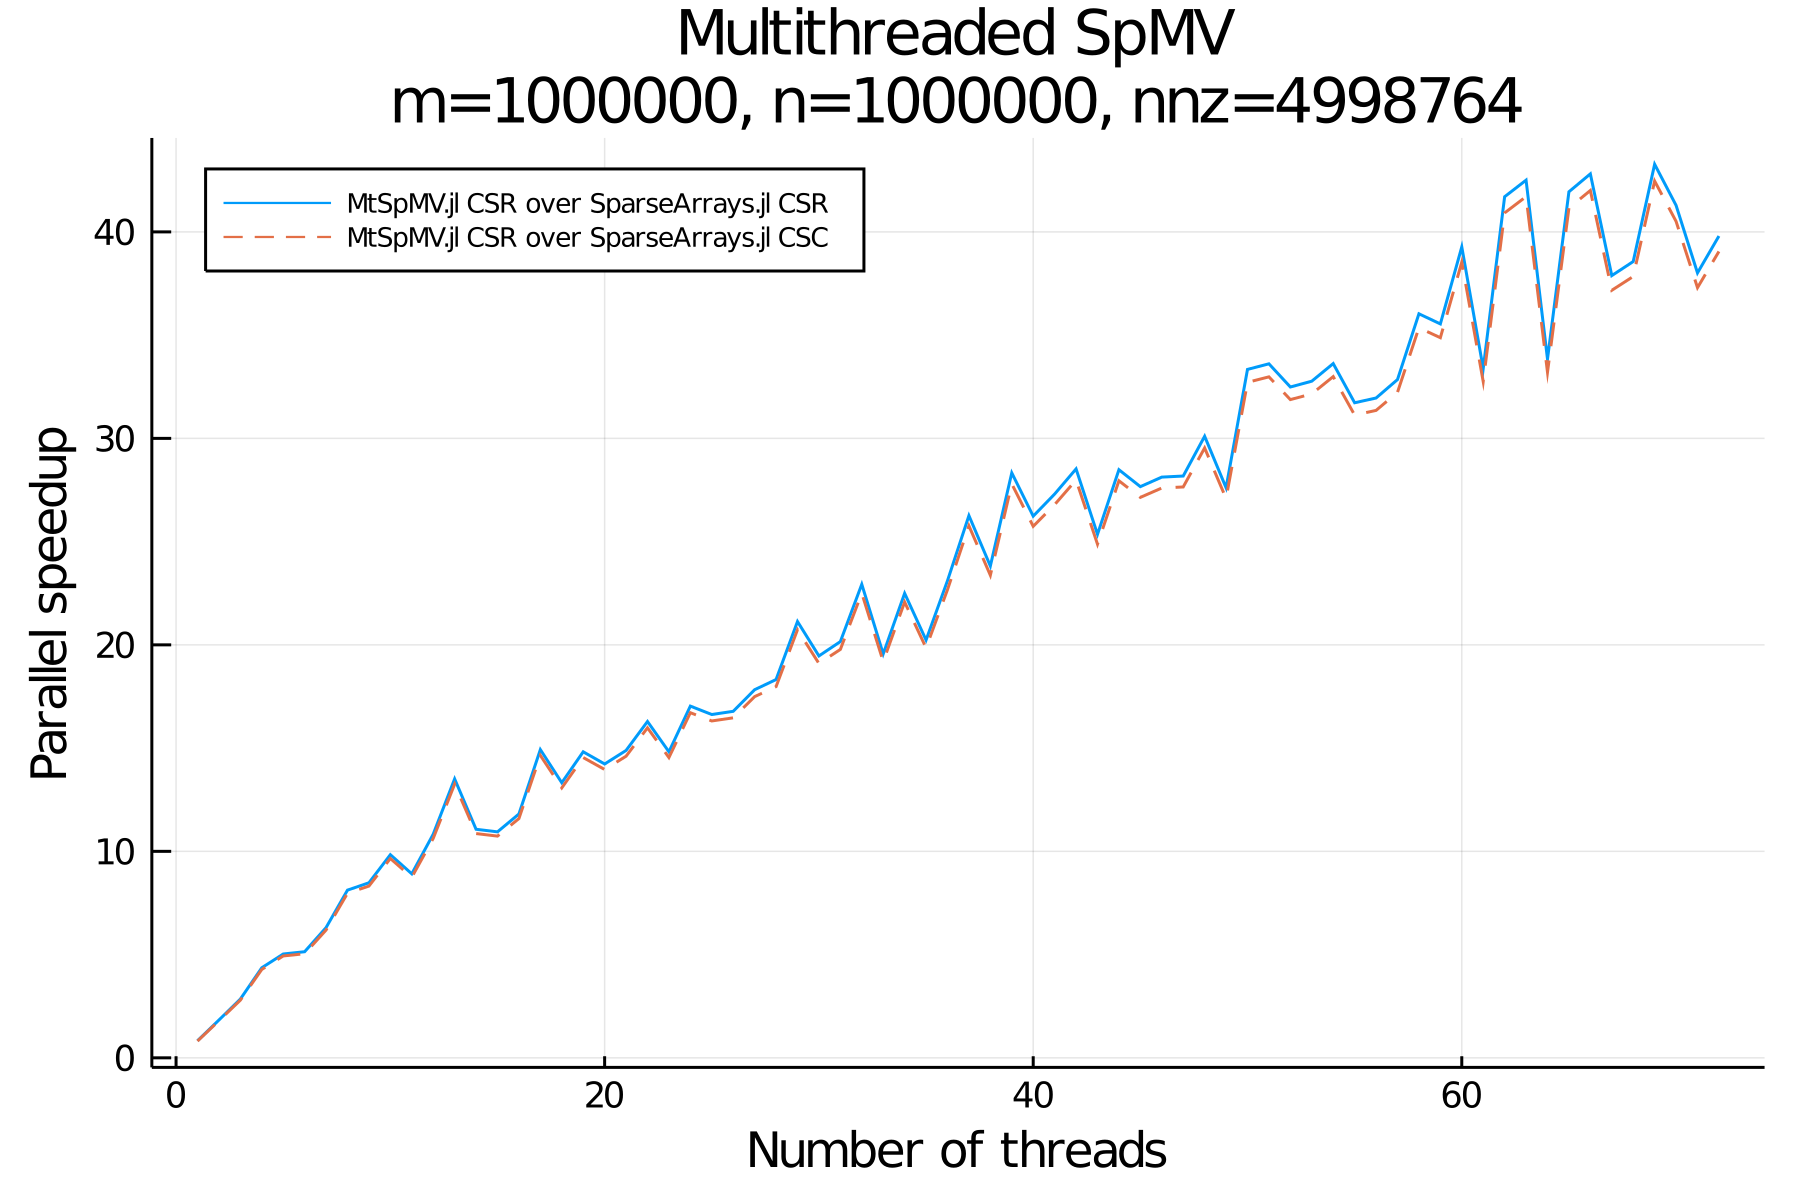 Multithreaded SpMV
m=1000000, n=1000000, nnz=4998764
MtSpMV.jl CSR over SparseArrays.jl CSR
MtSpMV.jl CSR over SparseArrays.jl CSC
40
30
20
10
0
Parallel speedup
0 20 40 60
Number of threads